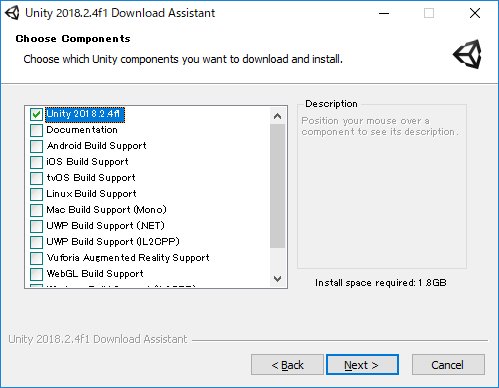 Unity 2018.2.4f1 Download Assistant
Choose Components
Choose which Unity components you want to download and install.
Unity 2018.2.4f1
Documentation
Android Build Support
iOS Build Support
tvOS Build Support
Linux Build Support
Mac Build Support (Mono)
UWP Build Support (.NET)
UWP Build Support (IL2CPP)
Vuforia Augmented Reality Support
WebGL Build Support
Description
Position your mouse over a
component to see its description.
Install space required: 1.8GB
Unity 2018.2.4f1 Download Assistant
< Back
Next >
Cancel